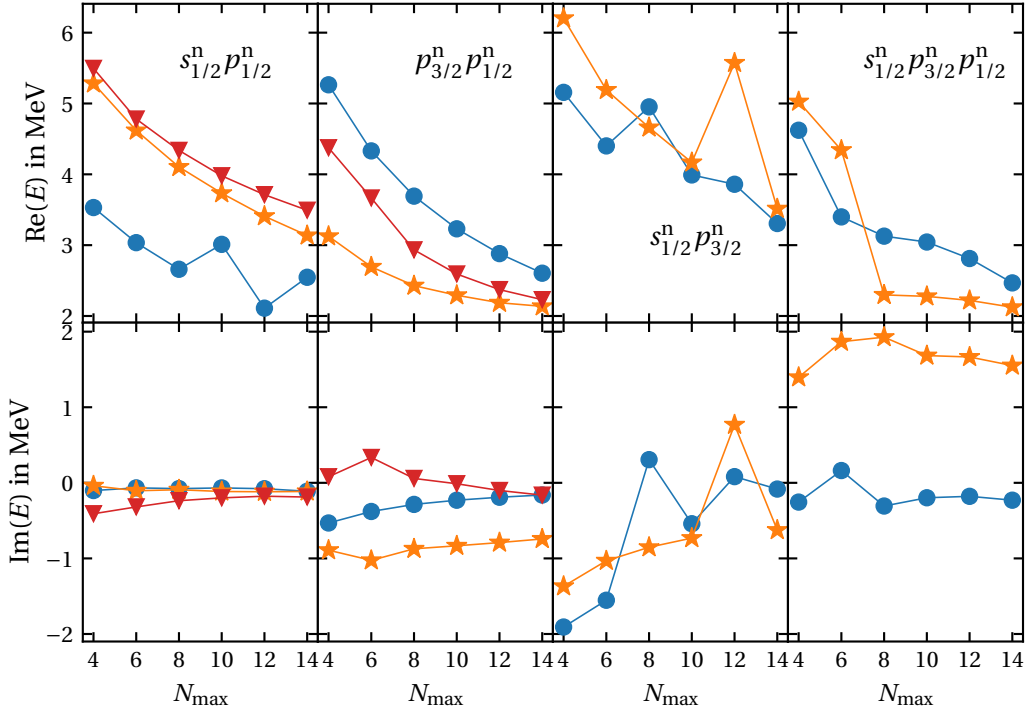 6
5
4
3
2
Re(E) in MeV
s^n_{1/2} p^n_{1/2}
p^n_{3/2} p^n_{1/2}
s^n_{1/2} p^n_{3/2}
s^n_{1/2} p^n_{3/2} p^n_{1/2}
2
1
0
−1
−2
Im(E) in MeV
4 6 8 10 12 14 4 6 8 10 12 14 4 6 8 10 12 14 4 6 8 10 12 14
N_max N_max N_max N_max